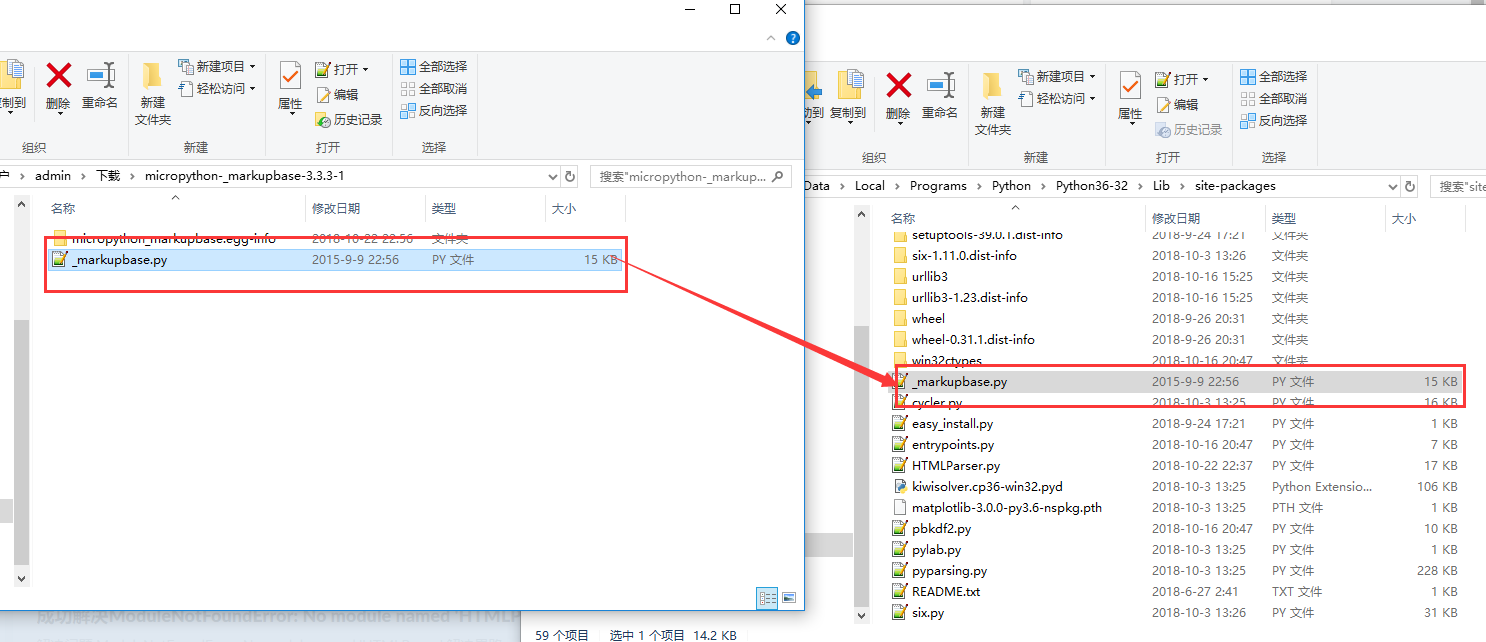 复制到
删除
重命名
新建
文件夹
新建项目
轻松访问
属性
打开
编辑
历史记录
全部选择
全部取消
反向选择
组织
新建
打开
选择
admin
下载
micropython-_markupbase-3.3.3-1
搜索"micropython-_markup...
名称 修改日期 类型 大小
micropython_markupbase.egg-info 2018-10-22 22:56 文件夹
_markupbase.py 2015-9-9 22:56 PY 文件 15 KB
成功解决ModuleNotFoundError: No module named 'HTMLP
动到
复制到
删除
重命名
新建
文件夹
新建项目
轻松访问
属性
打开
编辑
历史记录
全部选择
全部取消
反向选择
组织
新建
打开
选择
Data › Local › Programs › Python › Python36-32 › Lib › site-packages
搜索"site
名称 修改日期 类型 大小
setuptools-39.0.1.dist-info 2018-9-24 17:21 文件夹
six-1.11.0.dist-info 2018-10-3 13:26 文件夹
urllib3 2018-10-16 15:25 文件夹
urllib3-1.23.dist-info 2018-10-16 15:25 文件夹
wheel 2018-9-26 20:31 文件夹
wheel-0.31.1.dist-info 2018-9-26 20:31 文件夹
win32ctypes 2018-10-16 20:47 文件夹
_markupbase.py 2015-9-9 22:56 PY 文件 15 KB
cycler.py 2018-10-3 13:25 PY 文件 16 KB
easy_install.py 2018-9-24 17:21 PY 文件 1 KB
entrypoints.py 2018-10-16 20:47 PY 文件 7 KB
HTMLParser.py 2018-10-22 22:37 PY 文件 17 KB
kiwisolver.cp36-win32.pyd 2018-10-3 13:25 Python Extensio... 106 KB
matplotlib-3.0.0-py3.6-nspkg.pth 2018-10-3 13:25 PTH 文件 1 KB
pbkdf2.py 2018-10-16 20:47 PY 文件 10 KB
pylab.py 2018-10-3 13:25 PY 文件 1 KB
pyparsing.py 2018-10-3 13:25 PY 文件 228 KB
README.txt 2018-6-27 2:41 TXT 文件 1 KB
six.py 2018-10-3 13:26 PY 文件 31 KB
59 个项目 选中 1 个项目 14.2 KB